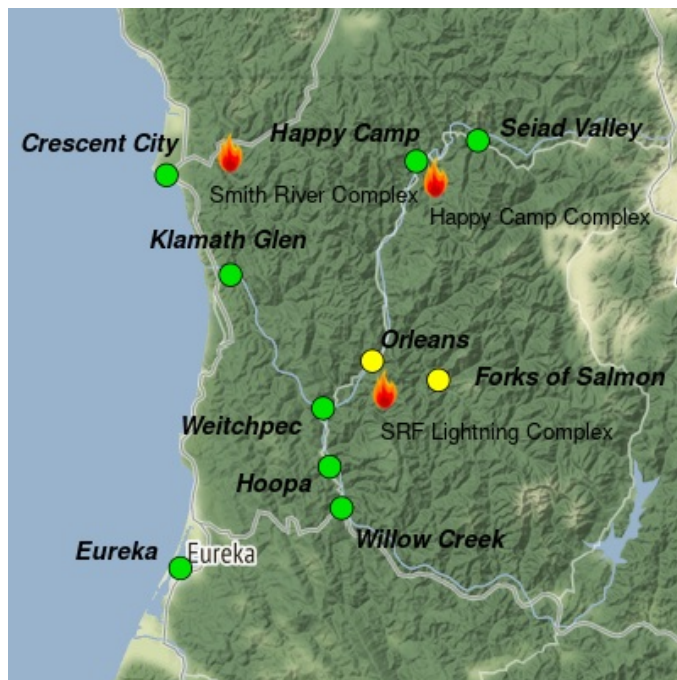 Crescent City
Happy Camp
Seiad Valley
Smith River Complex
Happy Camp Complex
Klamath Glen
Orleans
Forks of Salmon
Weitchpec
SRF Lightning Complex
Hoopa
Willow Creek
Eureka
Eureka